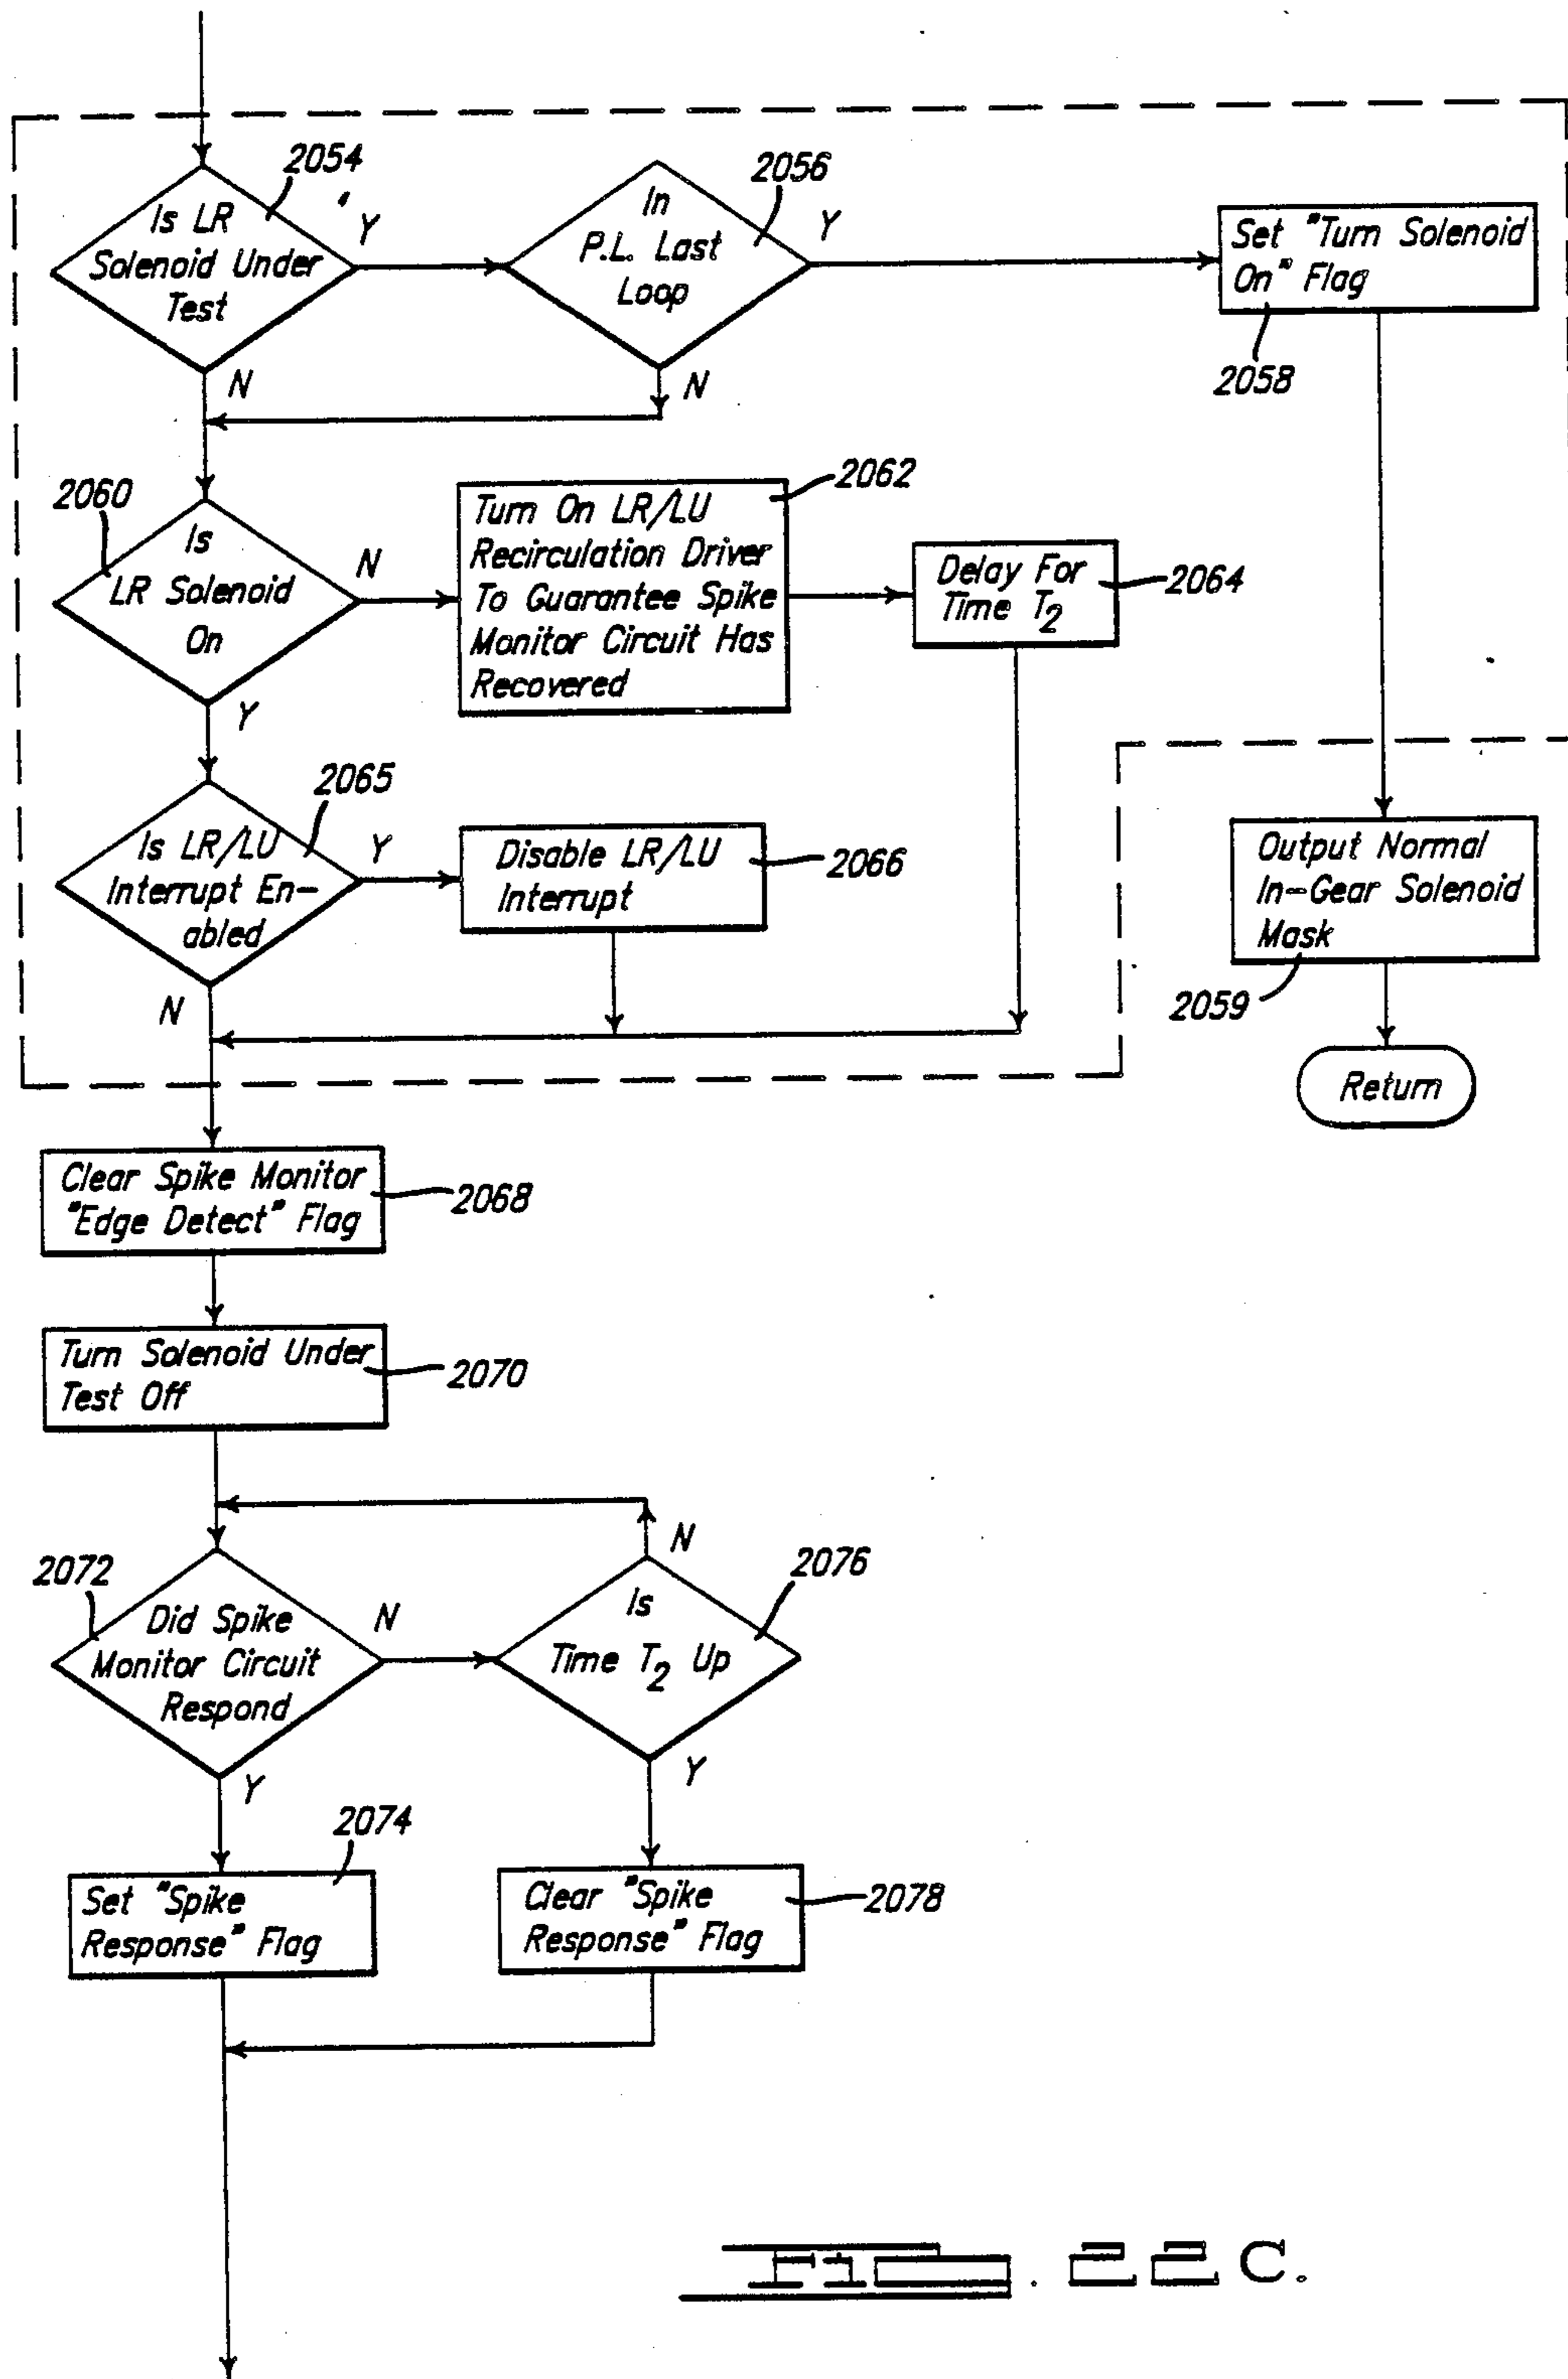 2054
Is LR
Solenoid Under
Test
Y
N
2056
In
P.L. Last
Loop
Y
N
Set "Turn Solenoid
On" Flag
2058
2060
Is
LR Solenoid
On
N
Y
2062
Turn On LR/LU
Recirculation Driver
To Guarantee Spike
Monitor Circuit Has
Recovered
Delay For
Time T2
2064
2065
Is LR/LU
Interrupt En-
abled
Y
N
Disable LR/LU
Interrupt
2066
Output Normal
In-Gear Solenoid
Mask
2059
Return
Clear Spike Monitor
"Edge Detect" Flag
2068
Turn Solenoid Under
Test Off
2070
2072
Did Spike
Monitor Circuit
Respond
N
Y
2076
Is
Time T2 Up
N
Y
2074
Set "Spike
Response" Flag
Clear "Spike
Response" Flag
2078
FIG. 22C.